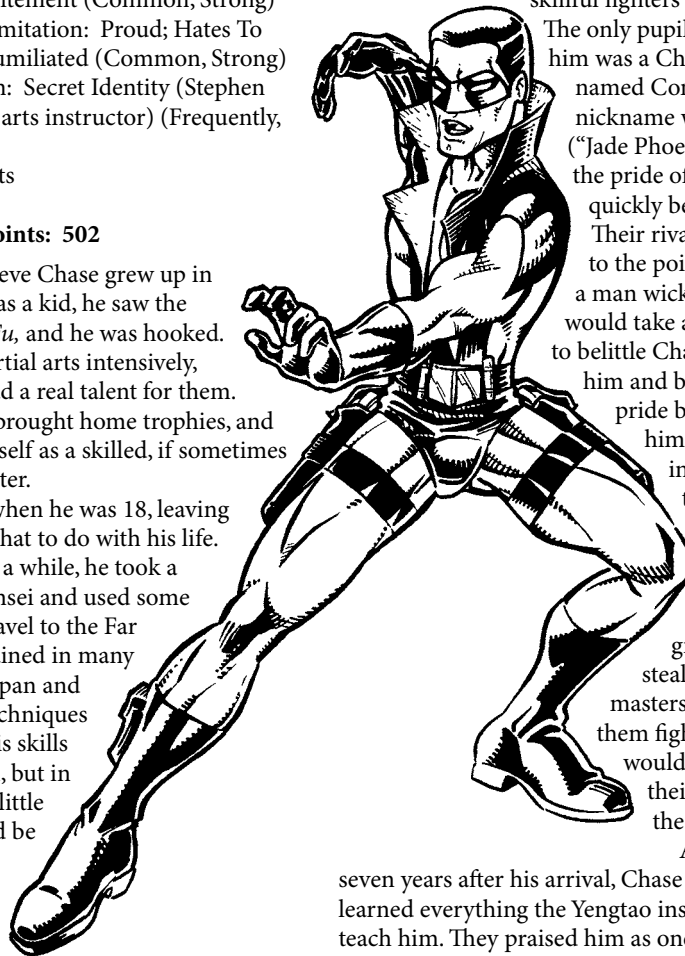 itement (Common, Strong)
mitation: Proud; Hates To
umiliated (Common, Strong)
n: Secret Identity (Stephen
arts instructor) (Frequently,
ts
oints: 502
eve Chase grew up in
as a kid, he saw the
Fu, and he was hooked.
rtial arts intensively,
d a real talent for them.
brought home trophies, and
self as a skilled, if sometimes
ter.
when he was 18, leaving
hat to do with his life.
a while, he took a
nsei and used some
avel to the Far
ained in many
pan and
chniques
is skills
, but in
little
d be
skillful fighters
The only pupil
him was a Ch
named Con
nickname w
(“Jade Phoe
the pride of
quickly be
Their riva
to the poi
a man wick
would take a
to belittle Cha
him and b
pride b
him
in
t
g
steal
masters
them figh
would
thei
the
A
seven years after his arrival, Chase
learned everything the Yengtao ins
teach him. They praised him as one